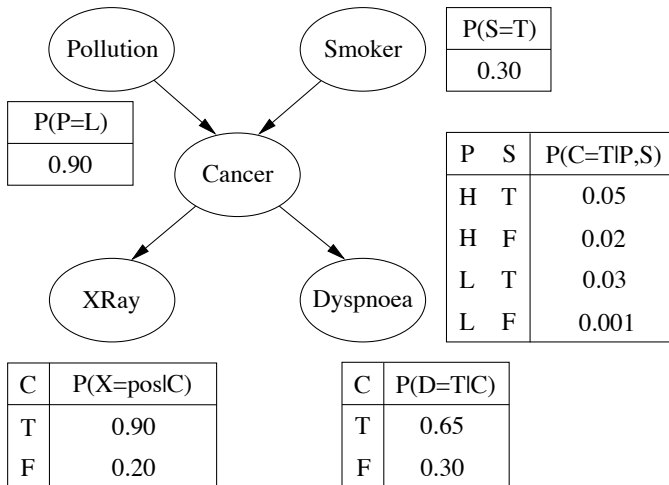 Pollution
Smoker
P(S=T)
0.30
P(P=L)
0.90
Cancer
P S P(C=T|P,S)
H T 0.05
H F 0.02
L T 0.03
L F 0.001
XRay
Dyspnoea
C P(X=pos|C)
T 0.90
F 0.20
C P(D=T|C)
T 0.65
F 0.30